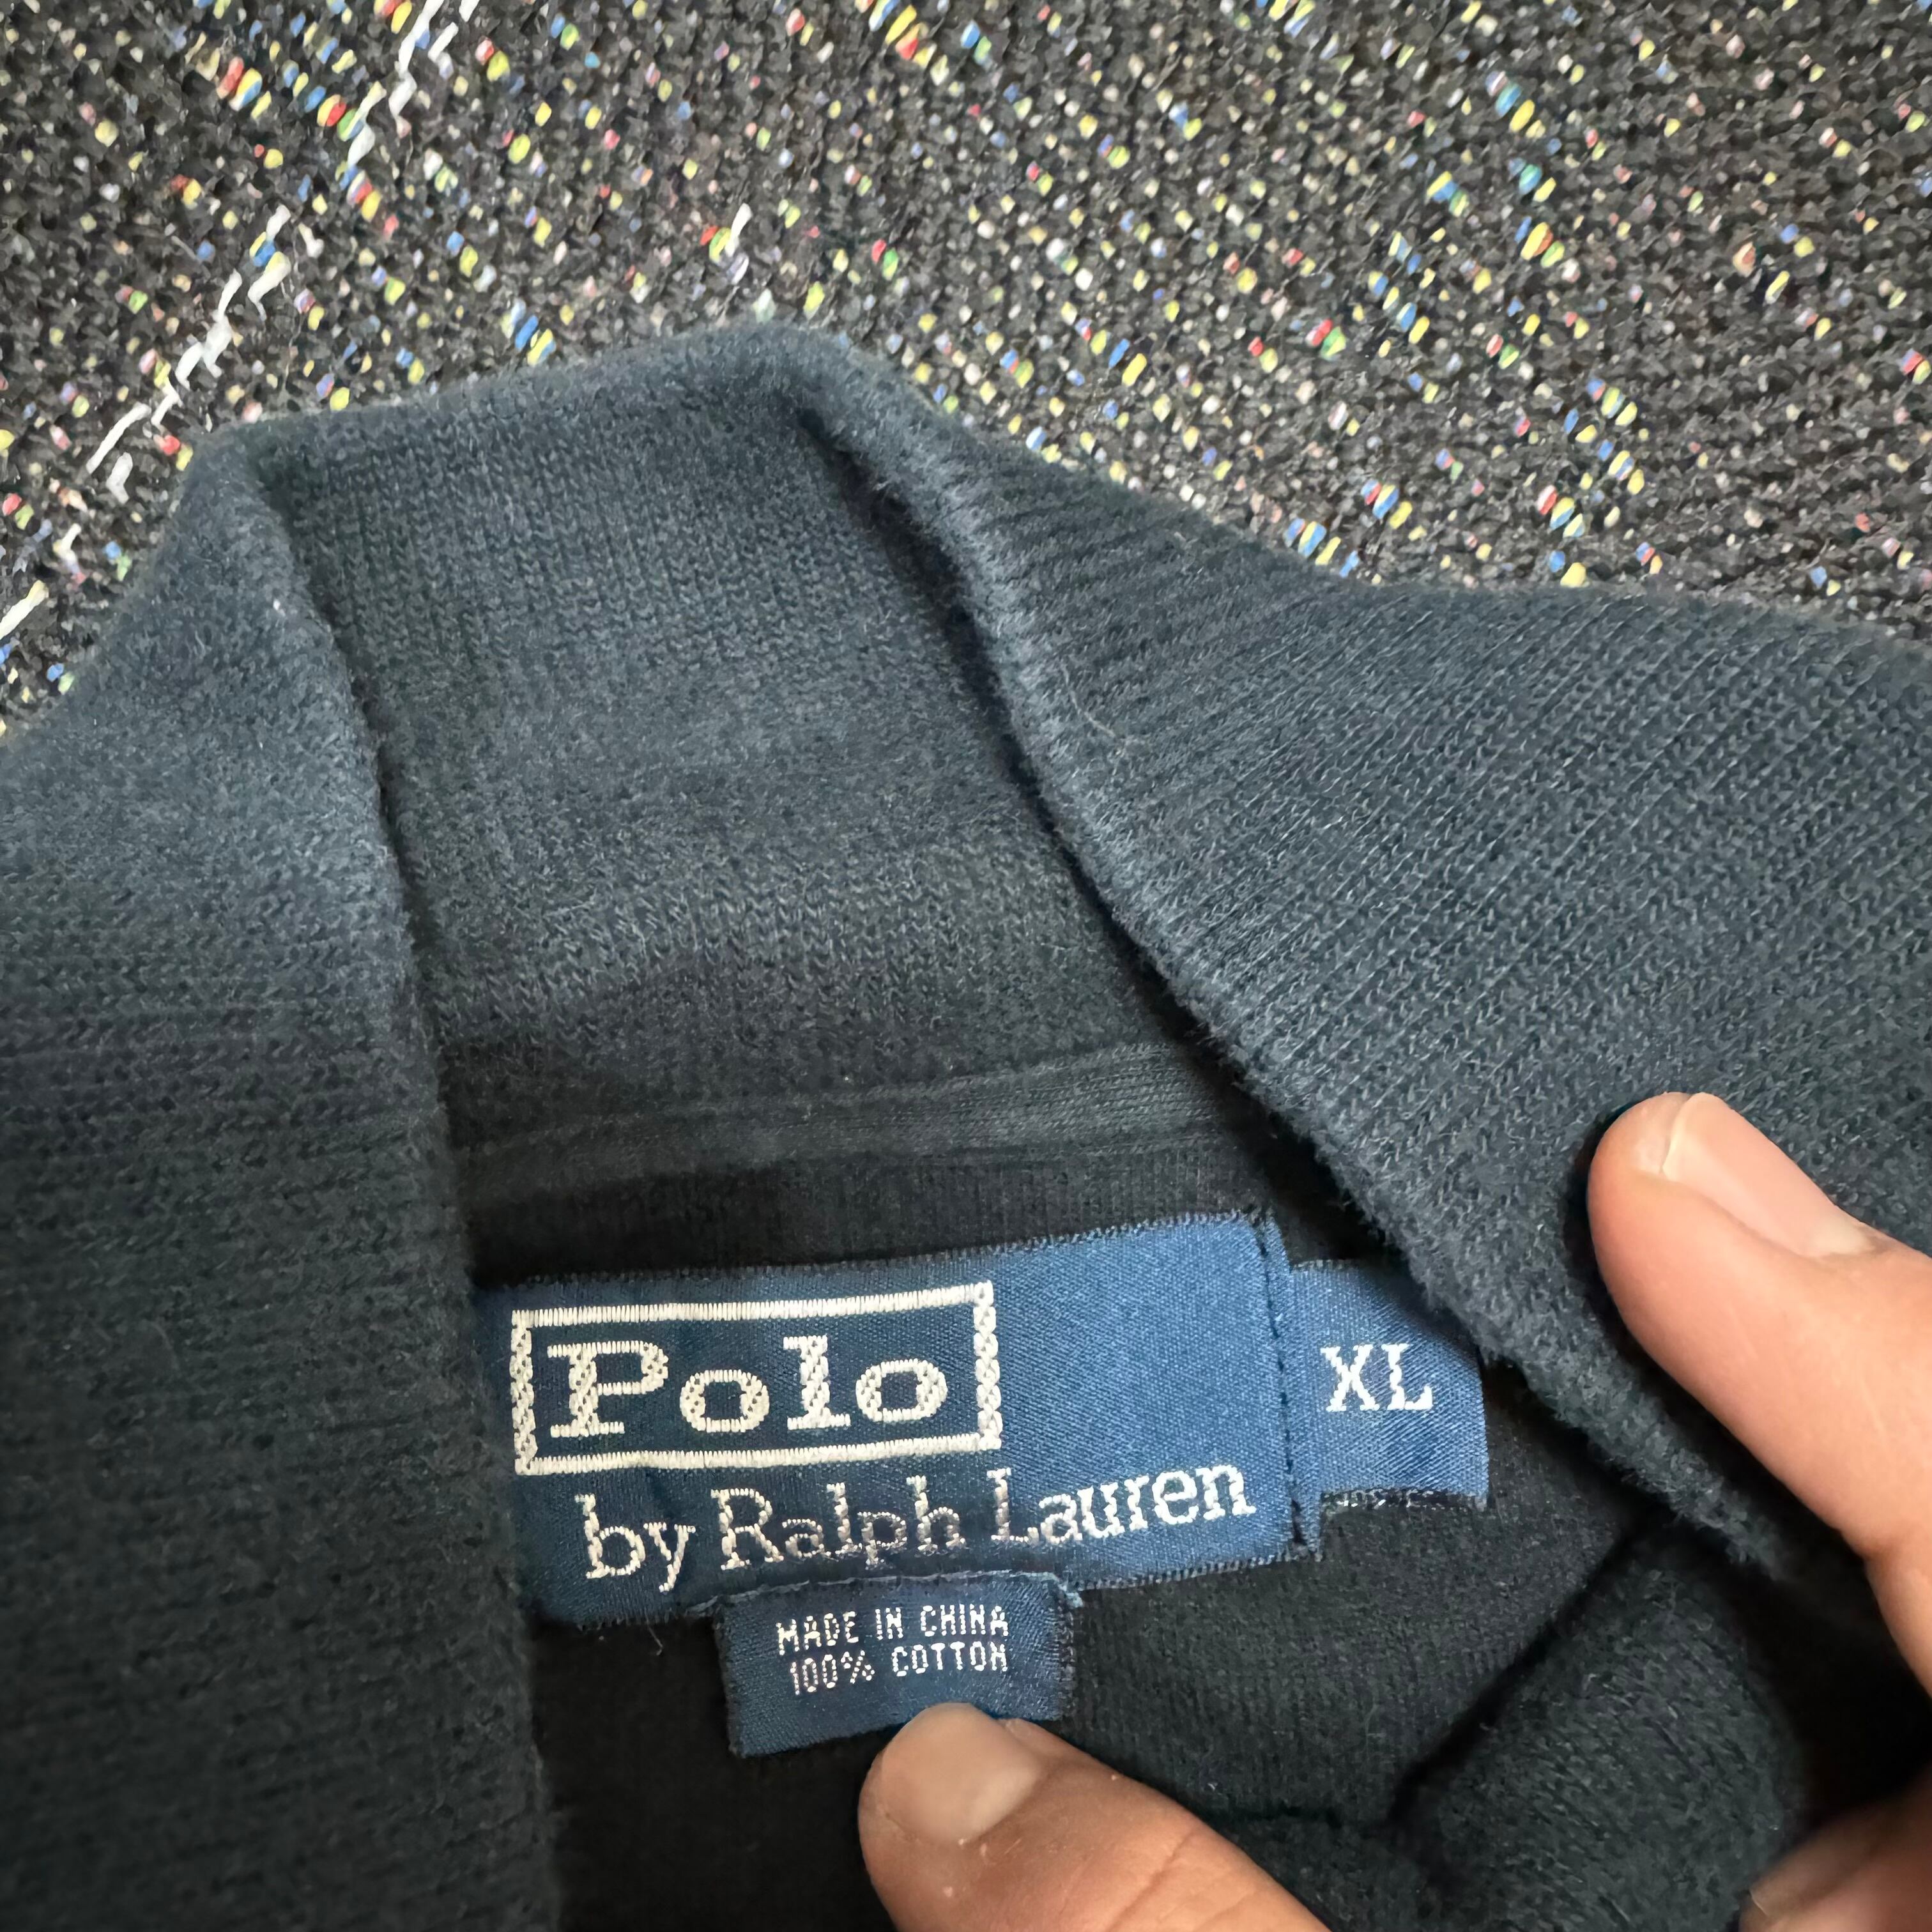 Polo
by Ralph Lauren
XL
MADE IN CHINA
100% COTTON